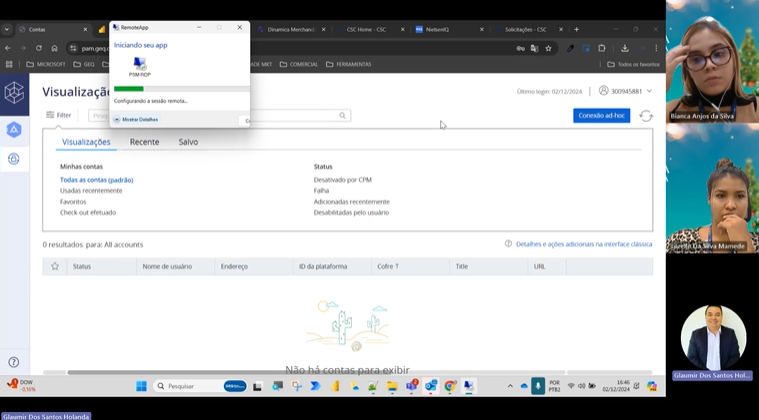 Contas
Dinamica Merchand
CSC Home - CSC
NielsenIQ
Solicitações - CSC
RemoteApp
Iniciando seu app
PSM-RDP
Configurando a sessão remota...
Mostrar Detalhes
MICROSOFT
GEQ
COMERCIAL
FERRAMENTAS
Todos os favoritos
Visualizaçõ
Último login: 02/12/2024
300945881
Filter
Conexão ad-hoc
Visualizações
Recente
Salvo
Minhas contas
Status
Todas as contas (padrão)
Desativado por CPM
Usadas recentemente
Falha
Favoritos
Adicionadas recentemente
Check out efetuado
Desabilitadas pelo usuário
0 resultados para: All accounts
Detalhes e ações adicionais na interface clássica
Status
Nome de usuário
Endereço
ID da plataforma
Cofre
Title
URL
Não há contas para exibir
DOW
-0,16%
Pesquisar
POR
PTB2
16:46
02/12/2024
Bianca Anjos da Silva
Da Silva Mamede
Glaumir Dos Santos Hol...
Glaumir Dos Santos Holanda